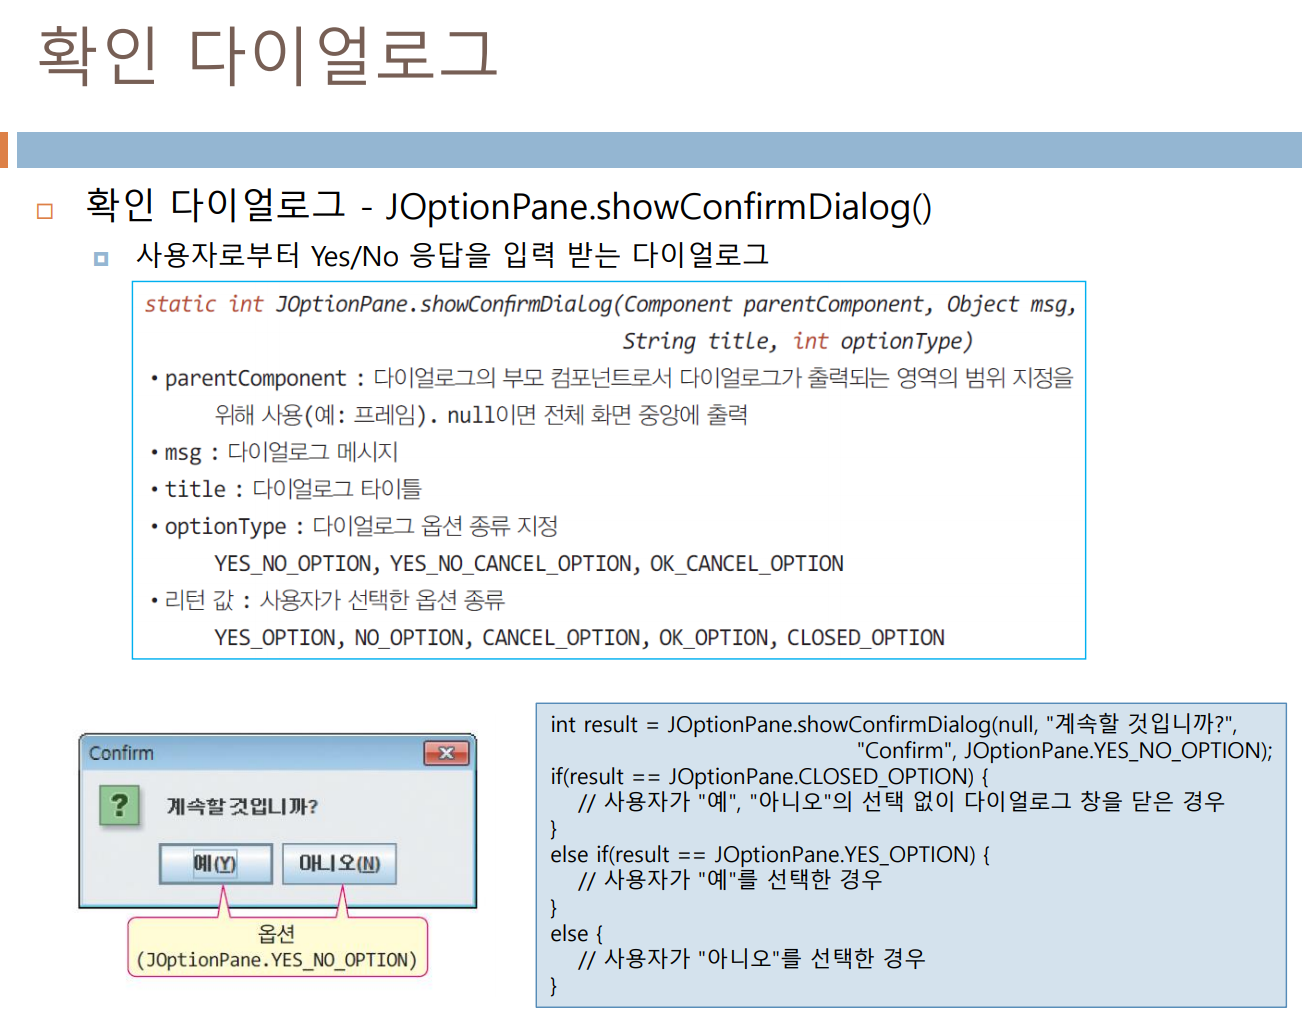 확인 다이얼로그
확인 다이얼로그 - JOptionPane.showConfirmDialog()
사용자로부터 Yes/No 응답을 입력 받는 다이얼로그
static int JOptionPane.showConfirmDialog(Component parentComponent, Object msg,
String title, int optionType)
• parentComponent : 다이얼로그의 부모 컴포넌트로서 다이얼로그가 출력되는 영역의 범위 지정을
위해 사용(예: 프레임). null이면 전체 화면 중앙에 출력
• msg : 다이얼로그 메시지
• title : 다이얼로그 타이틀
• optionType : 다이얼로그 옵션 종류 지정
YES_NO_OPTION, YES_NO_CANCEL_OPTION, OK_CANCEL_OPTION
• 리턴 값 : 사용자가 선택한 옵션 종류
YES_OPTION, NO_OPTION, CANCEL_OPTION, OK_OPTION, CLOSED_OPTION
Confirm
?
계속할 것입니까?
예(Y) 아니오(N)
옵션
(JOptionPane.YES_NO_OPTION)
int result = JOptionPane.showConfirmDialog(null, "계속할 것입니까?",
"Confirm", JOptionPane.YES_NO_OPTION);
if(result == JOptionPane.CLOSED_OPTION) {
// 사용자가 "예", "아니오"의 선택 없이 다이얼로그 창을 닫은 경우
}
else if(result == JOptionPane.YES_OPTION) {
// 사용자가 "예"를 선택한 경우
}
else {
// 사용자가 "아니오"를 선택한 경우
}